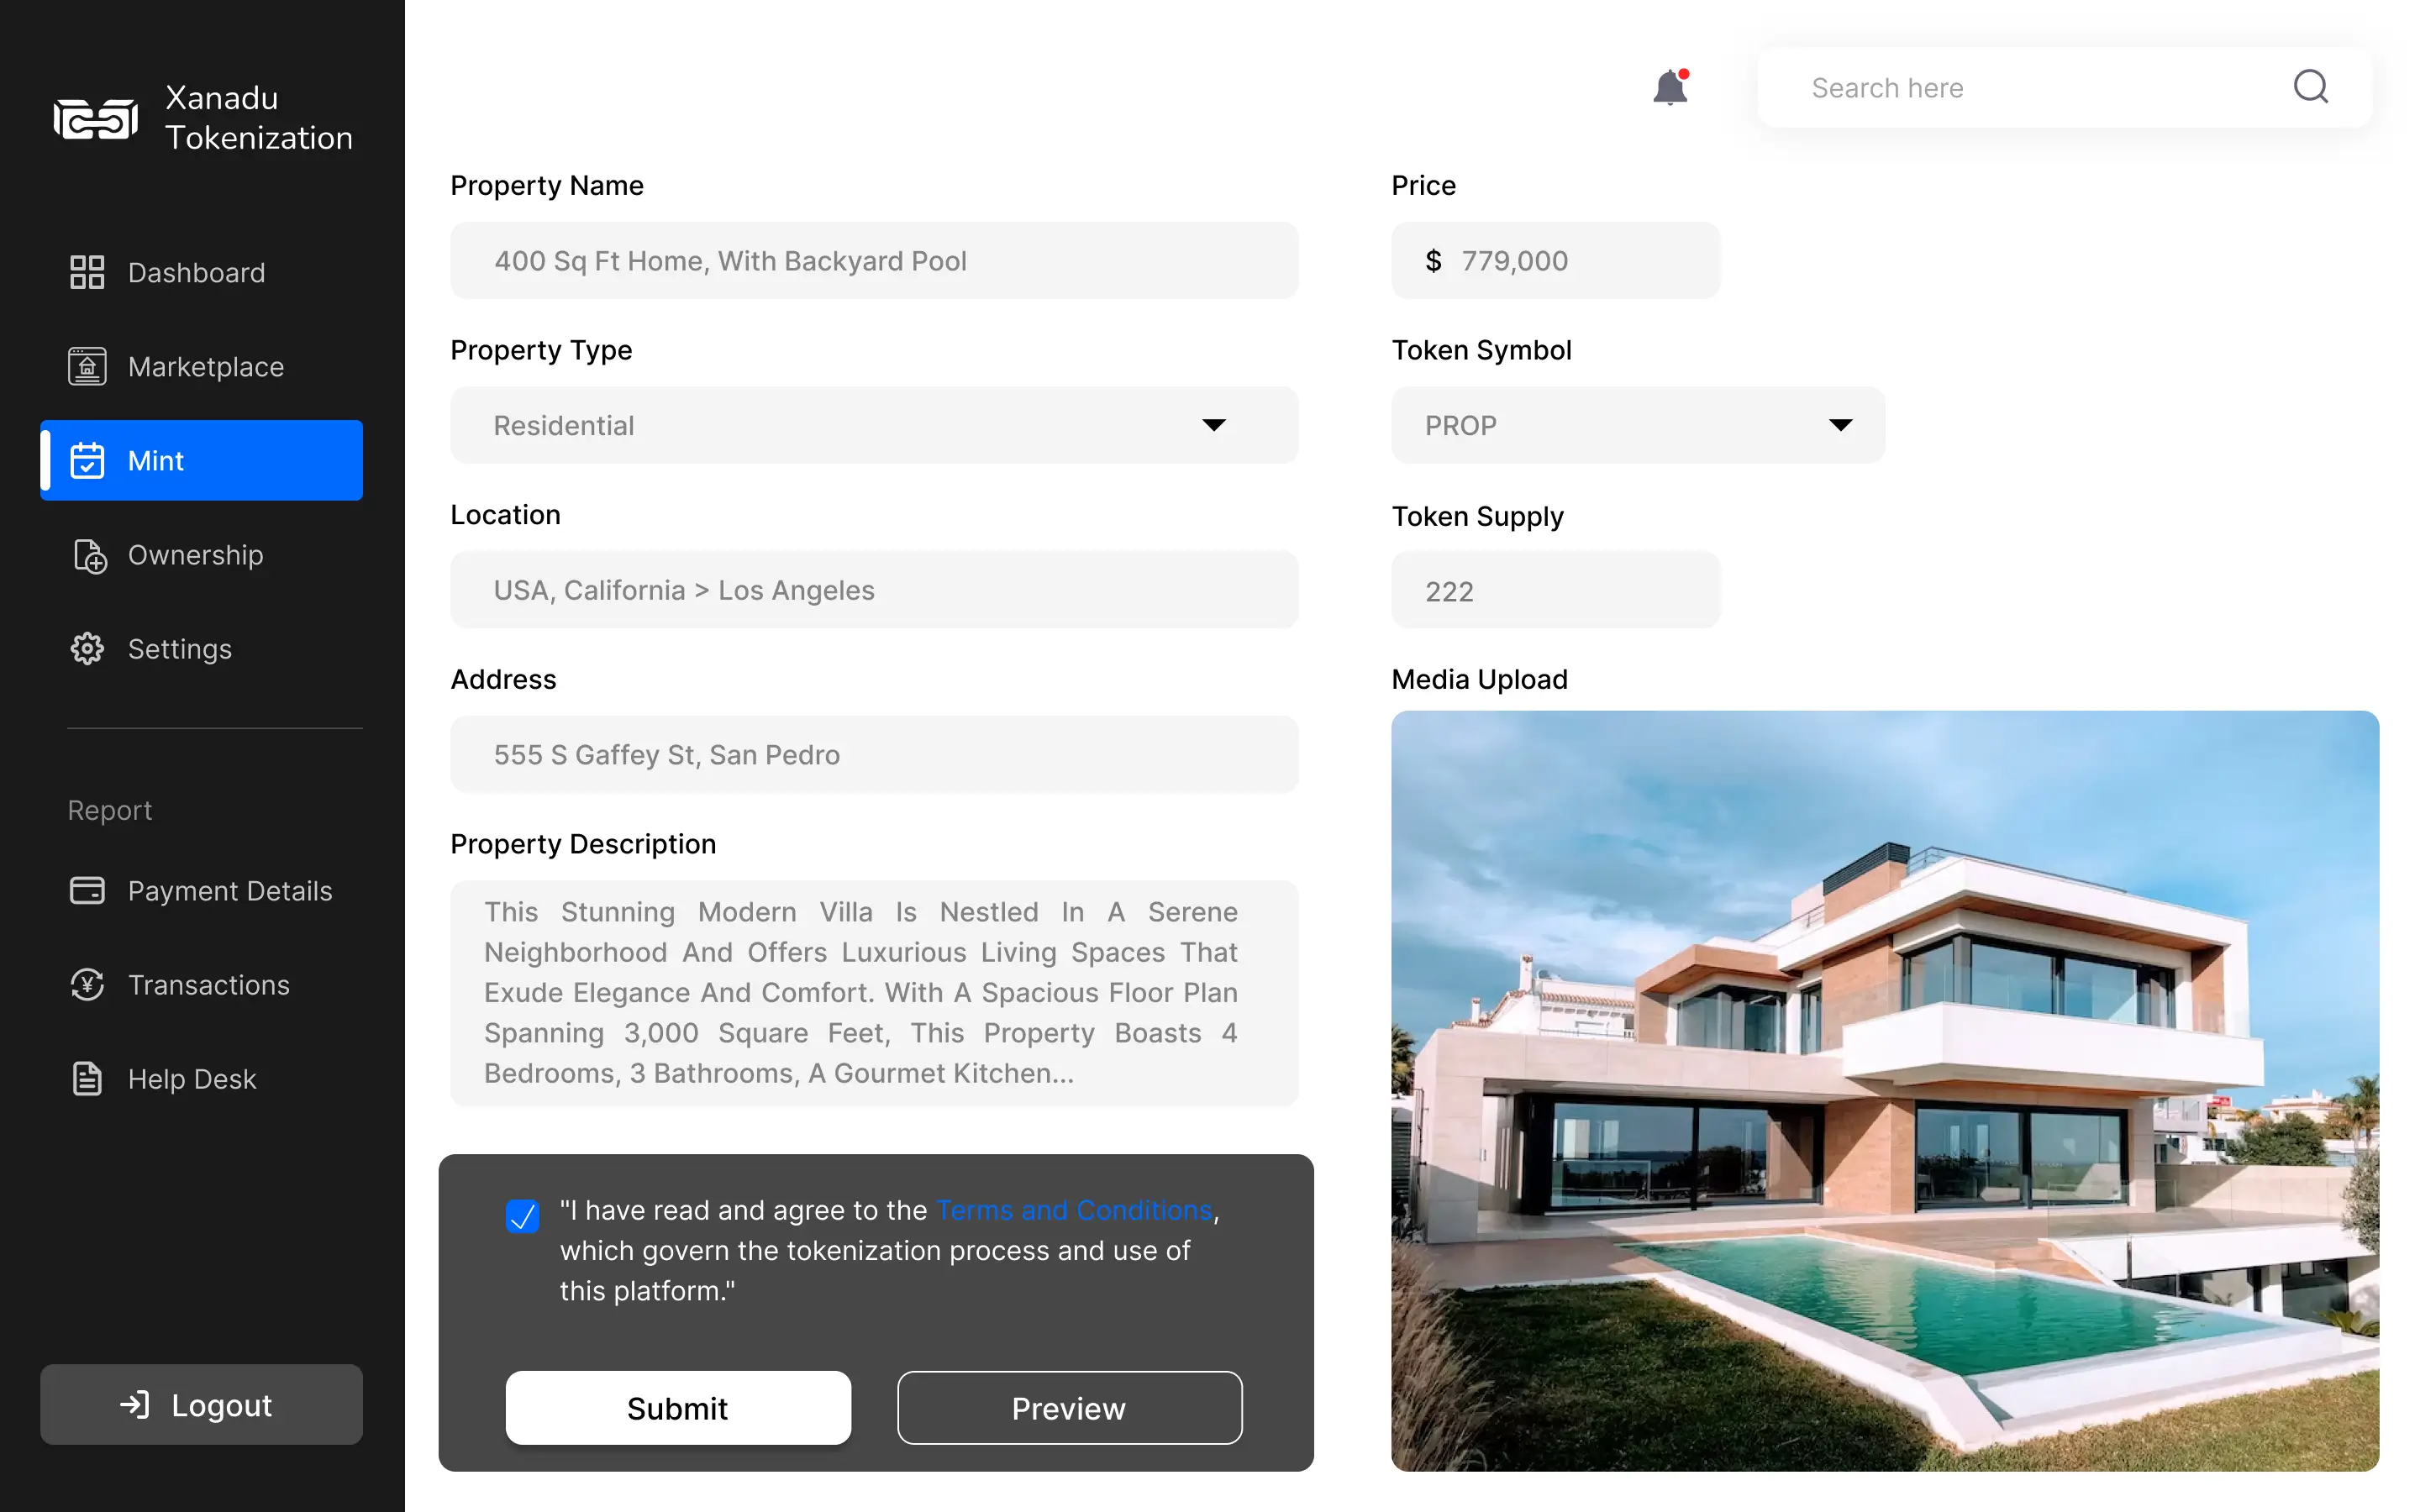 Xanadu
Tokenization
Dashboard
Marketplace
Mint
Ownership
Settings
Report
Payment Details
Transactions
Help Desk
Logout
Search here
Property Name
400 Sq Ft Home, With Backyard Pool
Property Type
Residential
Location
USA, California > Los Angeles
Address
555 S Gaffey St, San Pedro
Property Description
This Stunning Modern Villa Is Nestled In A Serene
Neighborhood And Offers Luxurious Living Spaces That
Exude Elegance And Comfort. With A Spacious Floor Plan
Spanning 3,000 Square Feet, This Property Boasts 4
Bedrooms, 3 Bathrooms, A Gourmet Kitchen...
"I have read and agree to the Terms and Conditions,
which govern the tokenization process and use of
this platform."
Submit
Preview
Price
$ 779,000
Token Symbol
PROP
Token Supply
222
Media Upload